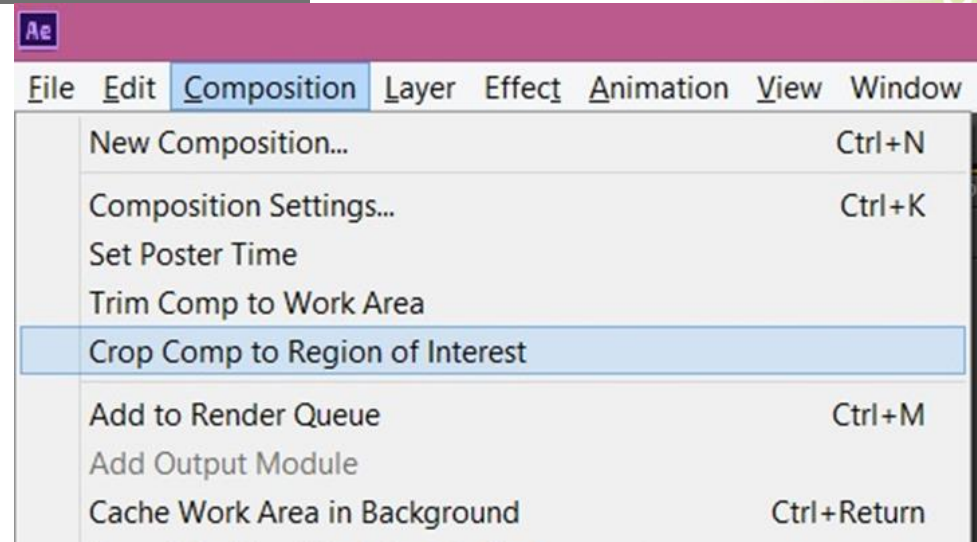 Ae
File Edit Composition Layer Effect Animation View Window
New Composition... Ctrl+N
Composition Settings... Ctrl+K
Set Poster Time
Trim Comp to Work Area
Crop Comp to Region of Interest
Add to Render Queue Ctrl+M
Add Output Module
Cache Work Area in Background Ctrl+Return